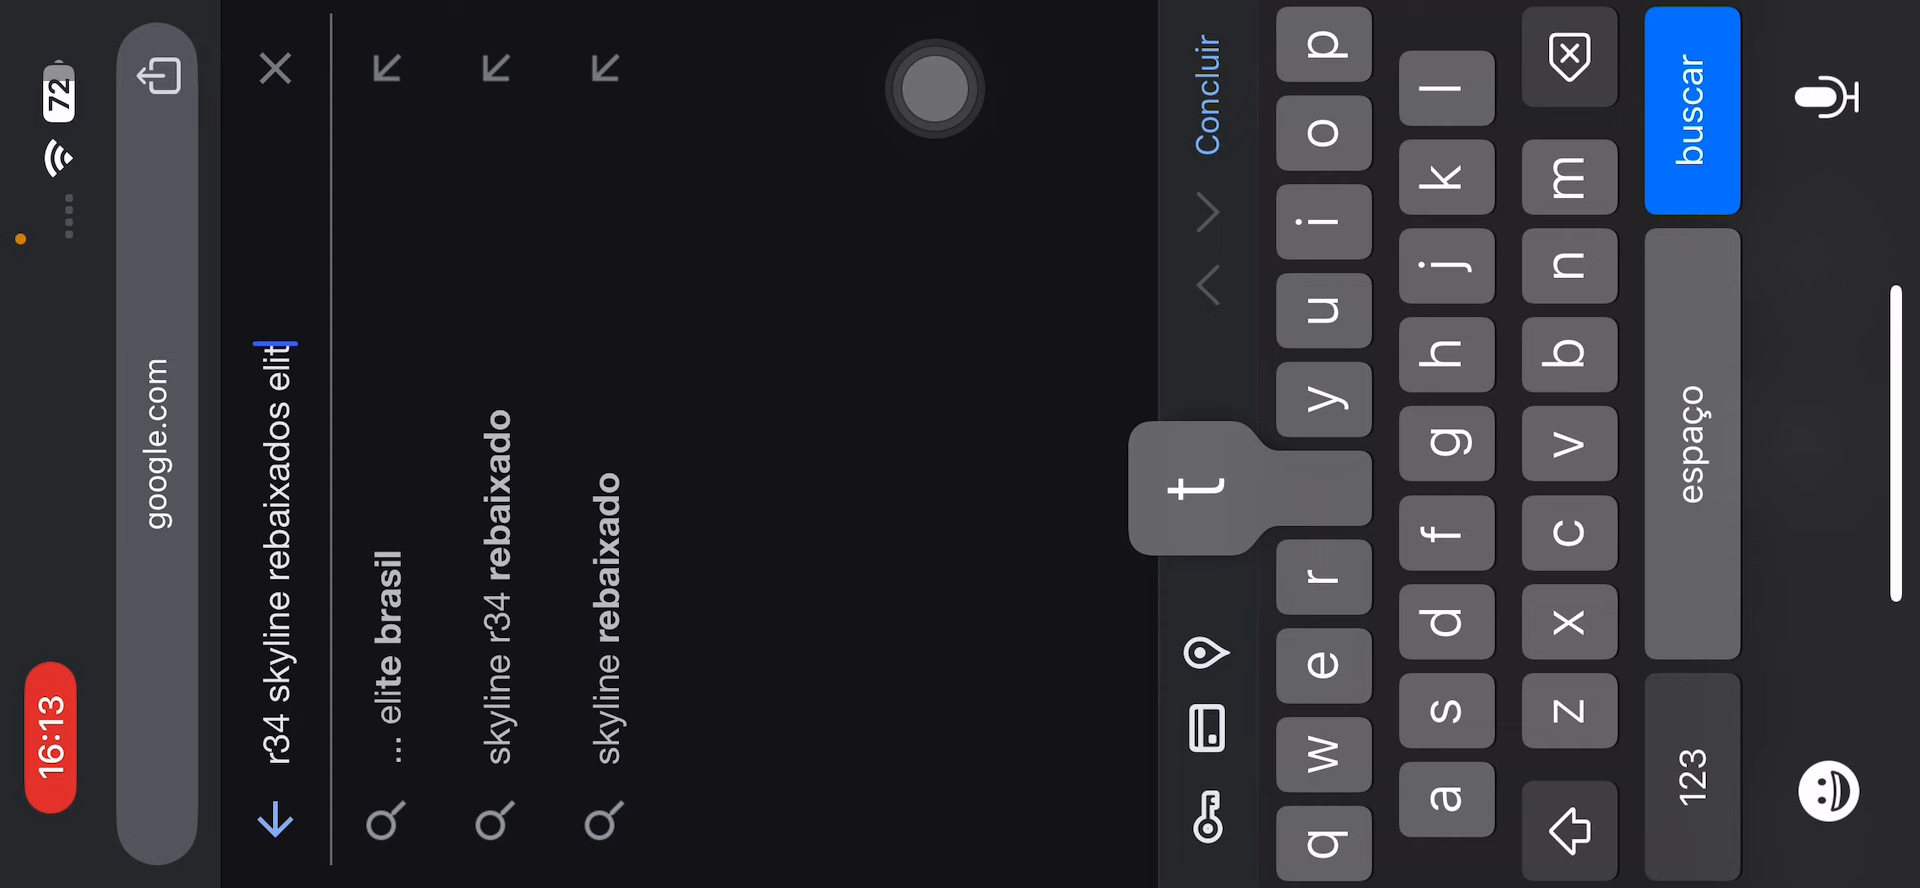 16:13
72
google.com
r34 skyline rebaixados elit
... elite brasil
skyline r34 rebaixado
skyline rebaixado
Concluir
q w e r t y u i o p
a s d f g h j k l
z x c v b n m
123 espaço buscar